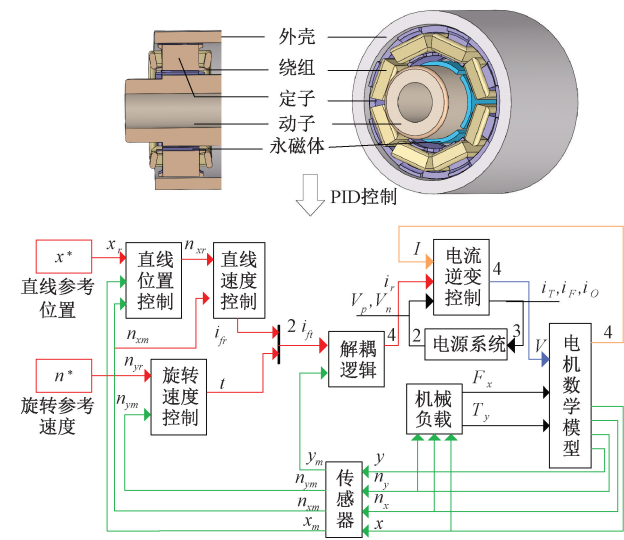 外壳
绕组
定子
动子
永磁体
PID控制
x*
直线参考
位置
x_r
直线
位置
控制
n_xr
直线
速度
控制
n_xm
i_fr
n*
旋转参考
速度
n_yr
n_ym
旋转
速度
控制
t
2
i_ft
解耦
逻辑
4
i_r
I
电流
逆变
控制
4
V_p,V_n
i_T,i_F,i_O
2
电源系统
3
V
电机数学模型
4
机械
负载
F_x
T_y
传感器
y_m
n_ym
n_xm
x_m
y
n_y
n_x
x